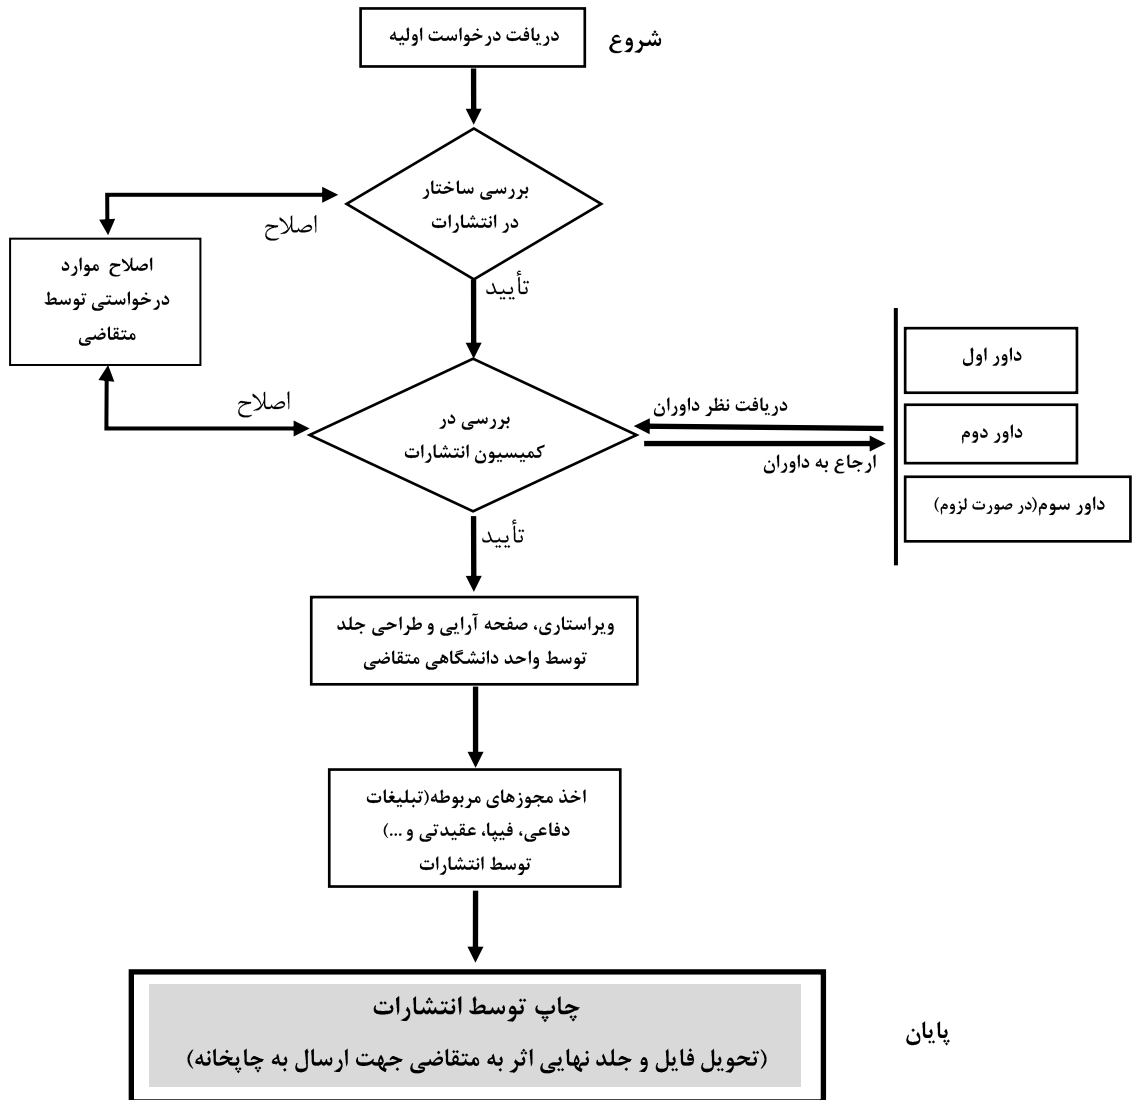 شروع
دریافت درخواست اولیه
بررسی ساختار
در انتشارات
اصلاح
اصلاح موارد
درخواستی توسط
متقاضی
تأیید
داور اول
داور دوم
داور سوم(در صورت لزوم)
دریافت نظر داوران
ارجاع به داوران
بررسی در
کمیسیون انتشارات
اصلاح
تأیید
ویراستاری، صفحه آرایی و طراحی جلد
توسط واحد دانشگاهی متقاضی
اخذ مجوزهای مربوطه(تبلیغات
دفاعی، فیپا، عقیدتی و ...)
توسط انتشارات
چاپ توسط انتشارات
(تحویل فایل و جلد نهایی اثر به متقاضی جهت ارسال به چاپخانه)
پایان